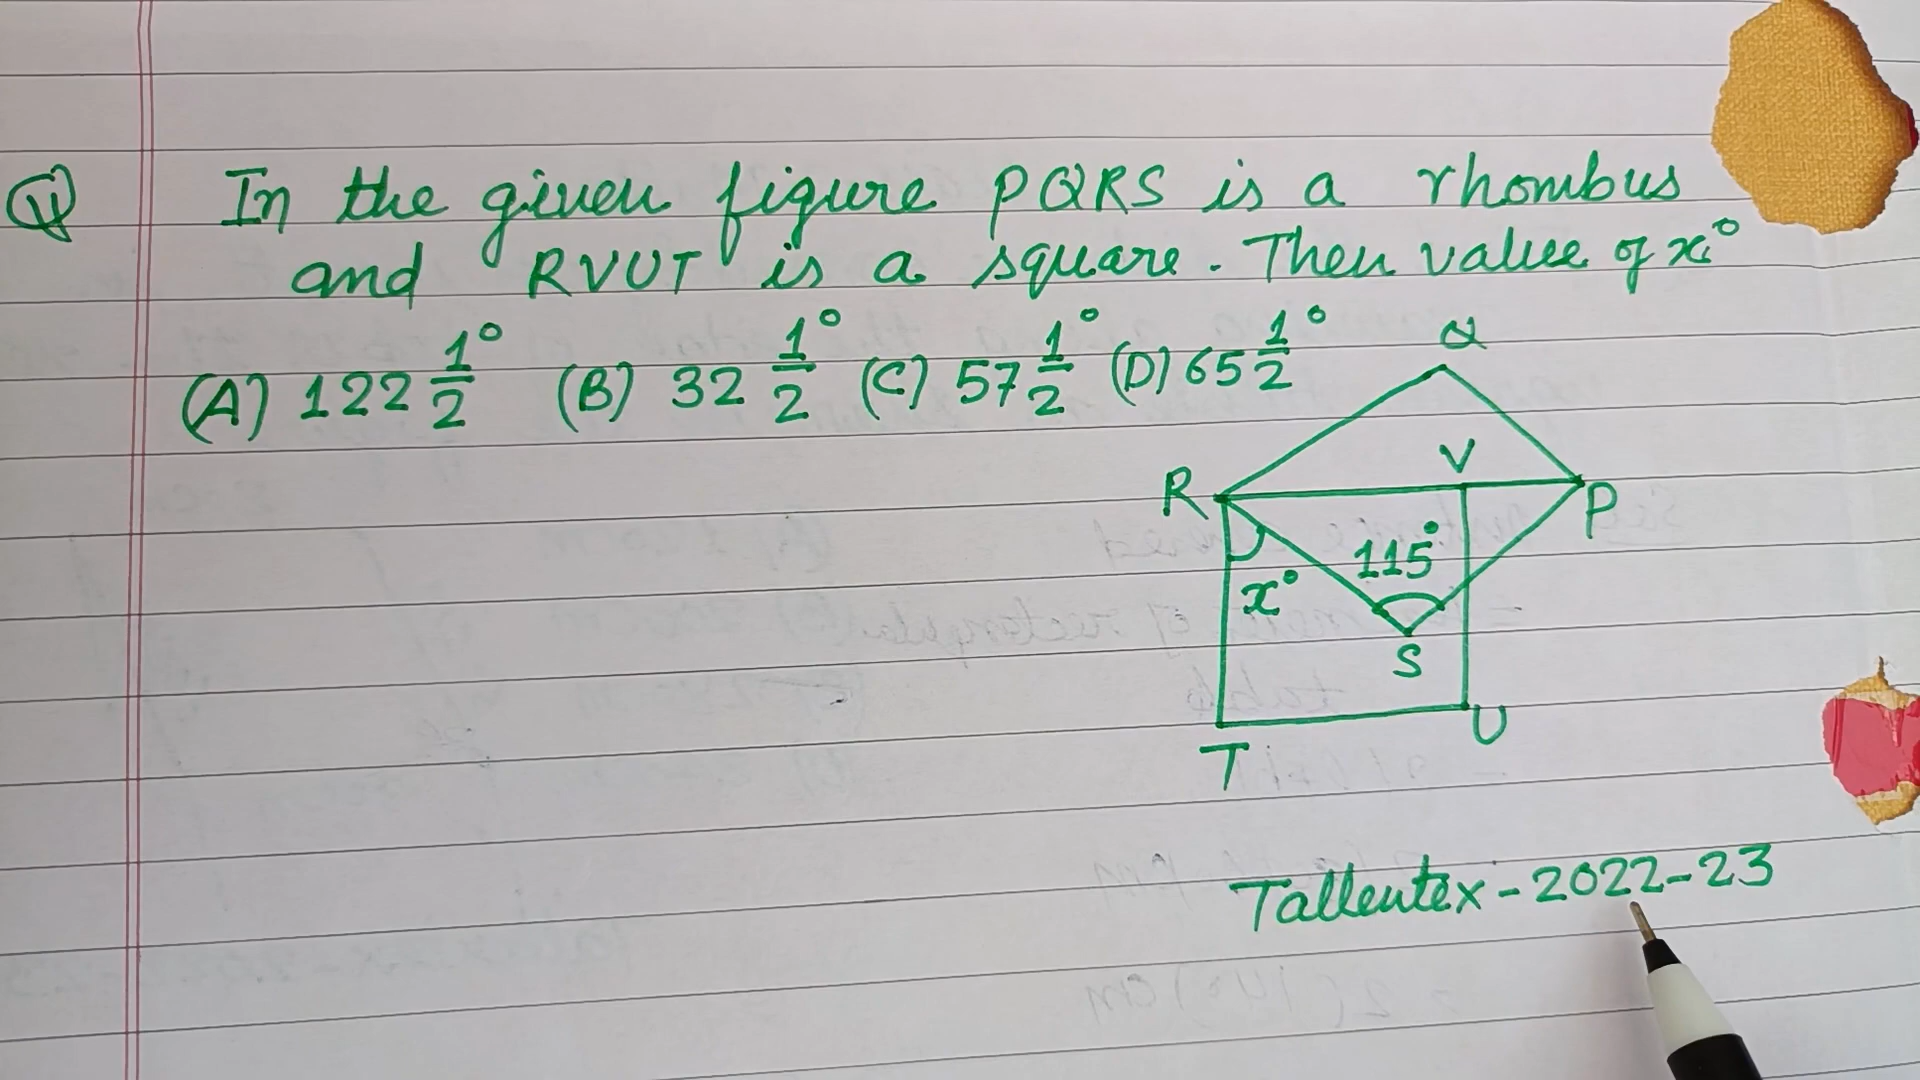 Q In the given figure PQRS is a rhombus
and RVUT is a square. Then value of x°
(A) 122 1/2° (B) 32 1/2° (C) 57 1/2° (D) 65 1/2°
Q
V
R
P
115°
x°
S
U
T
Tallentex-2022-23